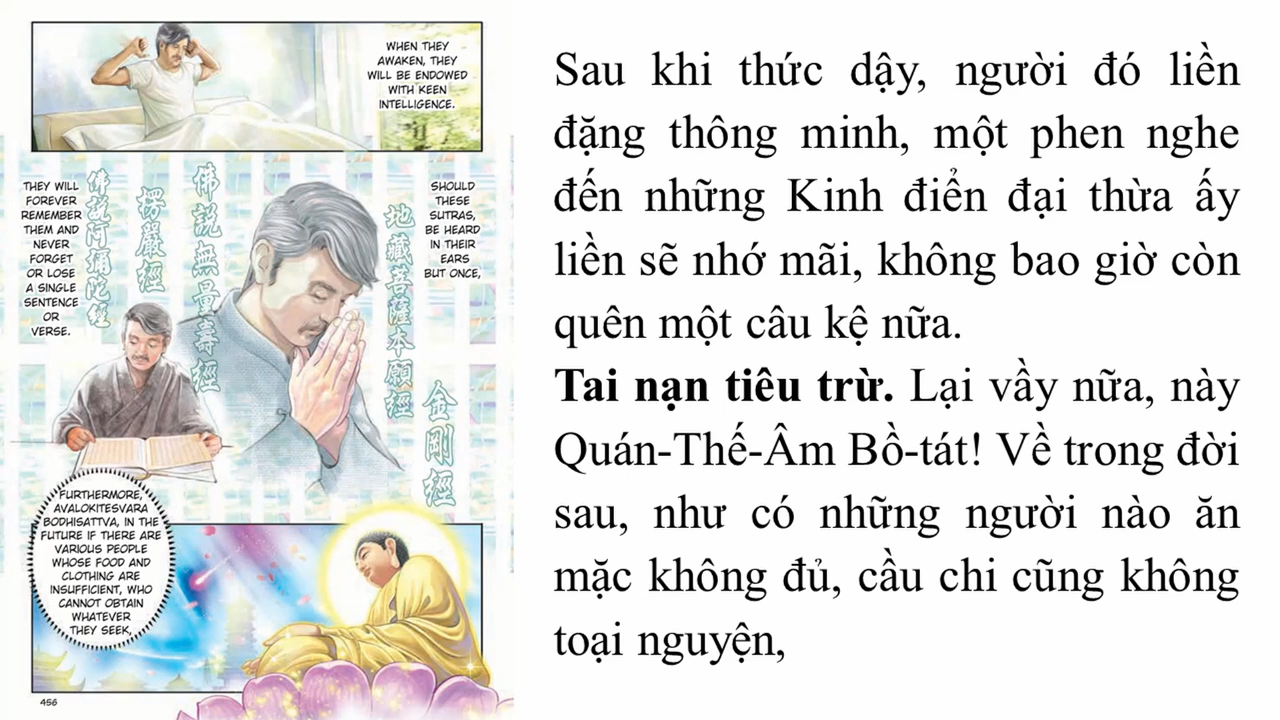 WHEN THEY
AWAKEN, THEY
WILL BE ENDOWED
WITH KEEN
INTELLIGENCE.
SHOULD
THESE
SUTRAS,
BE HEARD
IN THEIR
EARS
BUT ONCE,
THEY WILL
FOREVER
REMEMBER
THEM AND
NEVER
FORGET
OR LOSE
A SINGLE
SENTENCE
OR
VERSE.
佛說阿彌陀經
楞嚴經
佛說無量壽經
地藏菩薩本願經
金剛經
FURTHERMORE,
AVALOKITESVARA
BODHISATTVA, IN THE
FUTURE IF THERE ARE
VARIOUS PEOPLE
WHOSE FOOD AND
CLOTHING ARE
INSUFFICIENT, WHO
CANNOT OBTAIN
WHATEVER
THEY SEEK,
456
Sau khi thức dậy, người đó liền
đặng thông minh, một phen nghe
đến những Kinh điển đại thừa ấy
liền sẽ nhớ mãi, không bao giờ còn
quên một câu kệ nữa.
Tai nạn tiêu trừ. Lại vầy nữa, này
Quán-Thế-Âm Bồ-tát! Về trong đời
sau, như có những người nào ăn
mặc không đủ, cầu chi cũng không
toại nguyện,